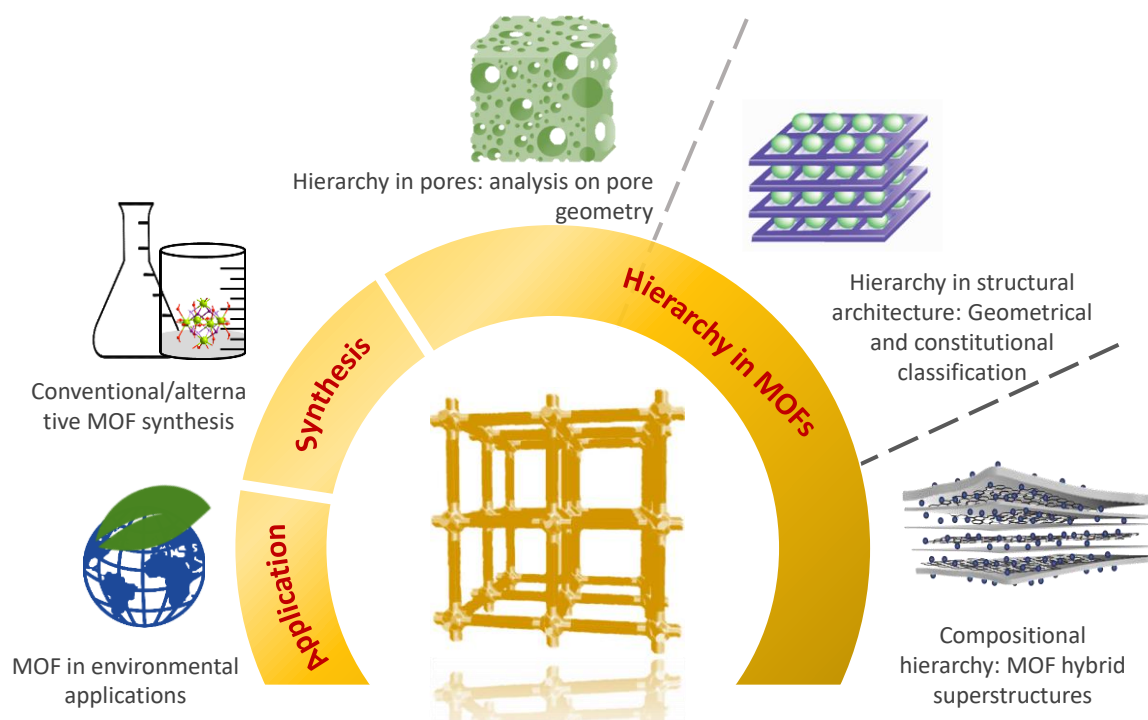 Hierarchy in pores: analysis on pore
geometry
Hierarchy in structural
architecture: Geometrical
and constitutional
classification
Conventional/alterna
tive MOF synthesis
Synthesis
Hierarchy in MOFs
Application
MOF in environmental
applications
Compositional
hierarchy: MOF hybrid
superstructures